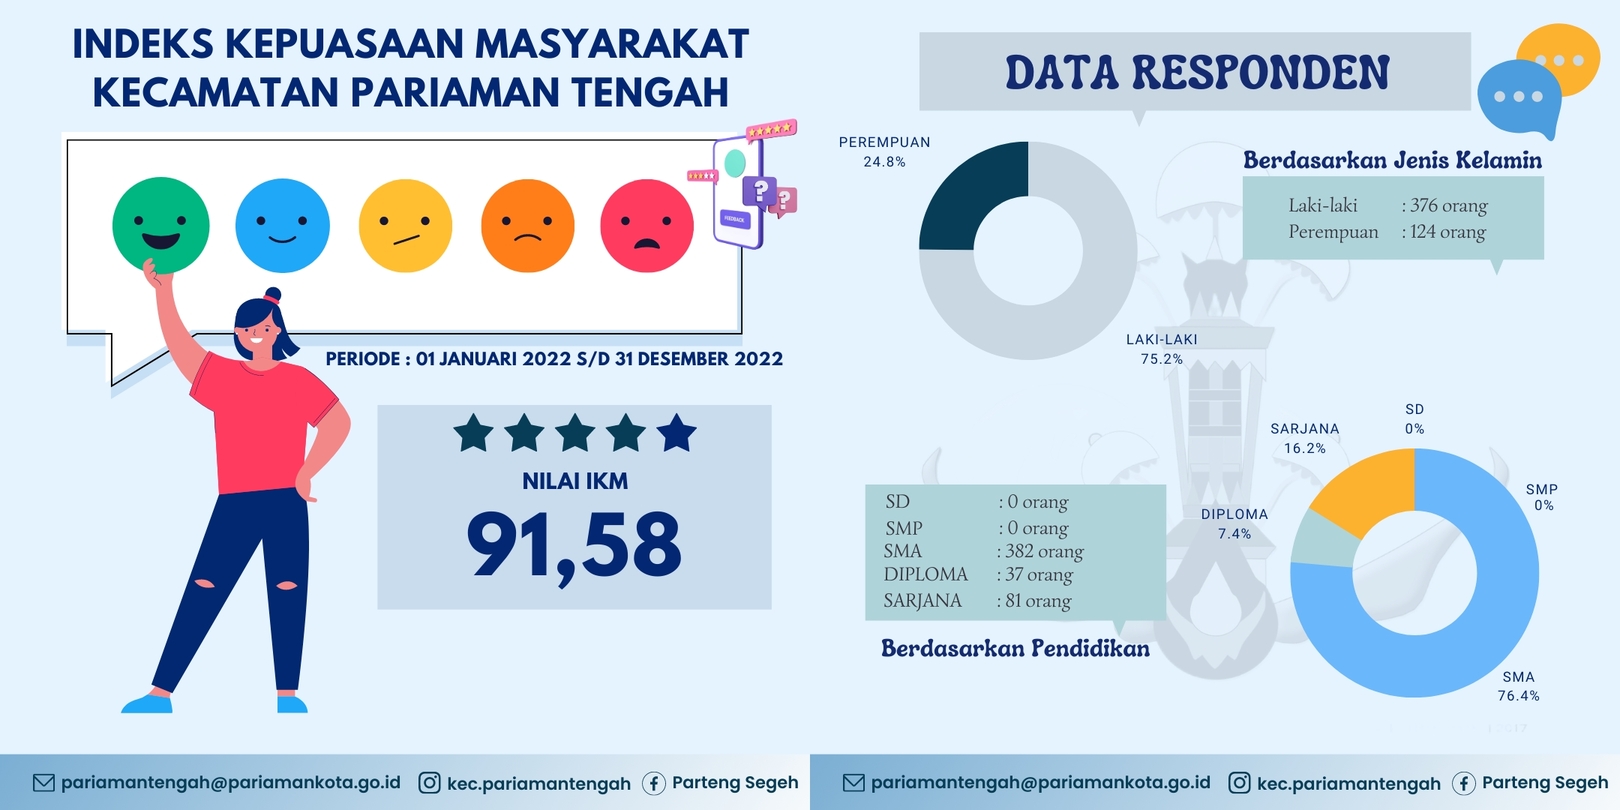 INDEKS KEPUASAAN MASYARAKAT
KECAMATAN PARIAMAN TENGAH
FEEDBACK
PERIODE : 01 JANUARI 2022 S/D 31 DESEMBER 2022
NILAI IKM
91,58
pariamantengah@pariamankota.go.id kec.pariamantengah Parteng Segeh
DATA RESPONDEN
PEREMPUAN
24.8%
LAKI-LAKI
75.2%
Berdasarkan Jenis Kelamin
Laki-laki : 376 orang
Perempuan : 124 orang
SD : 0 orang
SMP : 0 orang
SMA : 382 orang
DIPLOMA : 37 orang
SARJANA : 81 orang
Berdasarkan Pendidikan
SD
0%
SARJANA
16.2%
SMP
0%
DIPLOMA
7.4%
SMA
76.4%
pariamantengah@pariamankota.go.id kec.pariamantengah Parteng Segeh